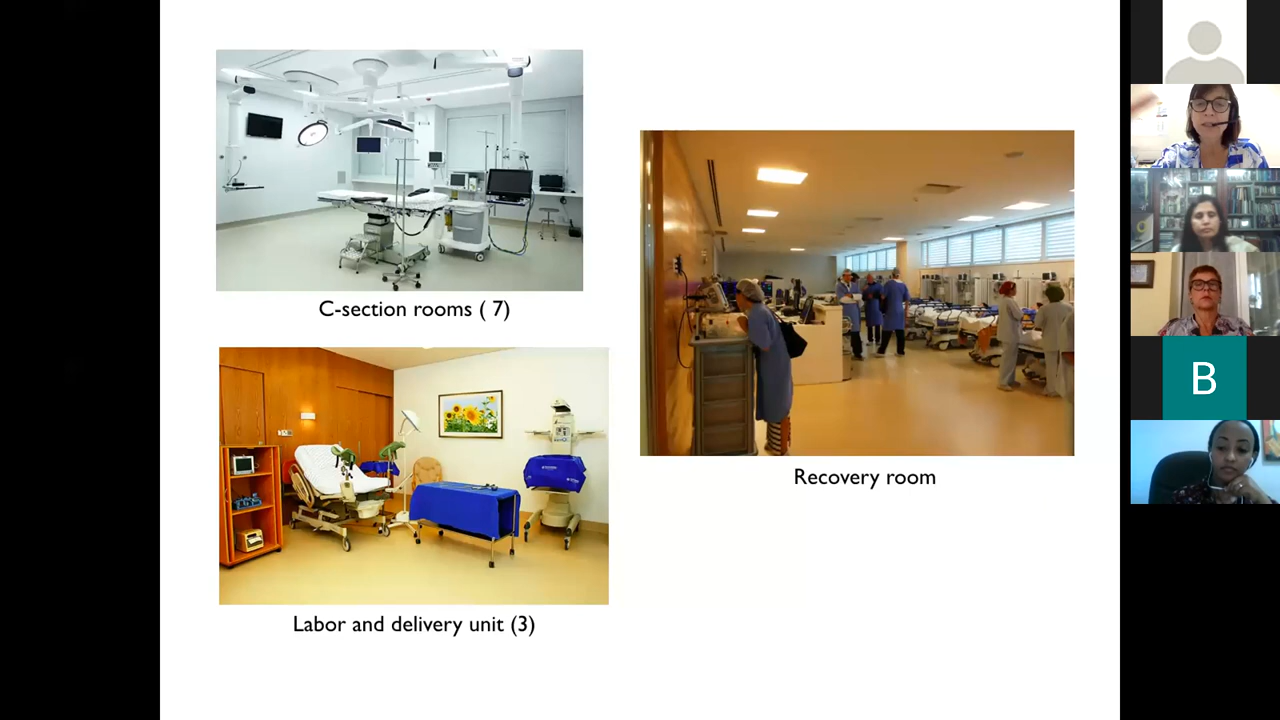 C-section rooms ( 7)
Recovery room
Labor and delivery unit (3)
B